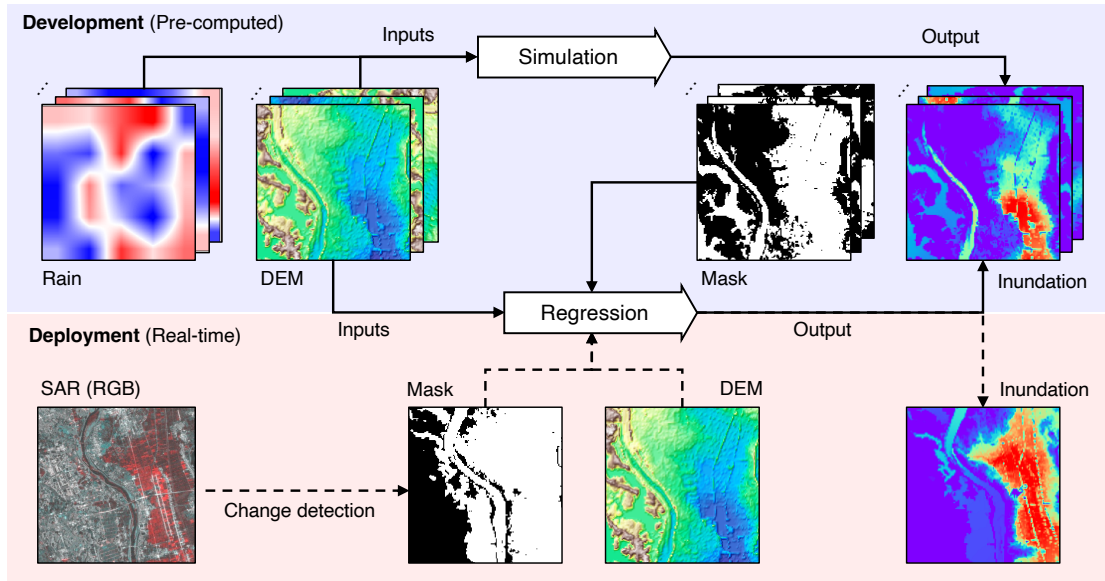 Development (Pre-computed)
Inputs
Simulation
Output
Rain
DEM
Mask
Inundation
Inputs
Regression
Output
Deployment (Real-time)
SAR (RGB)
Mask
DEM
Inundation
Change detection